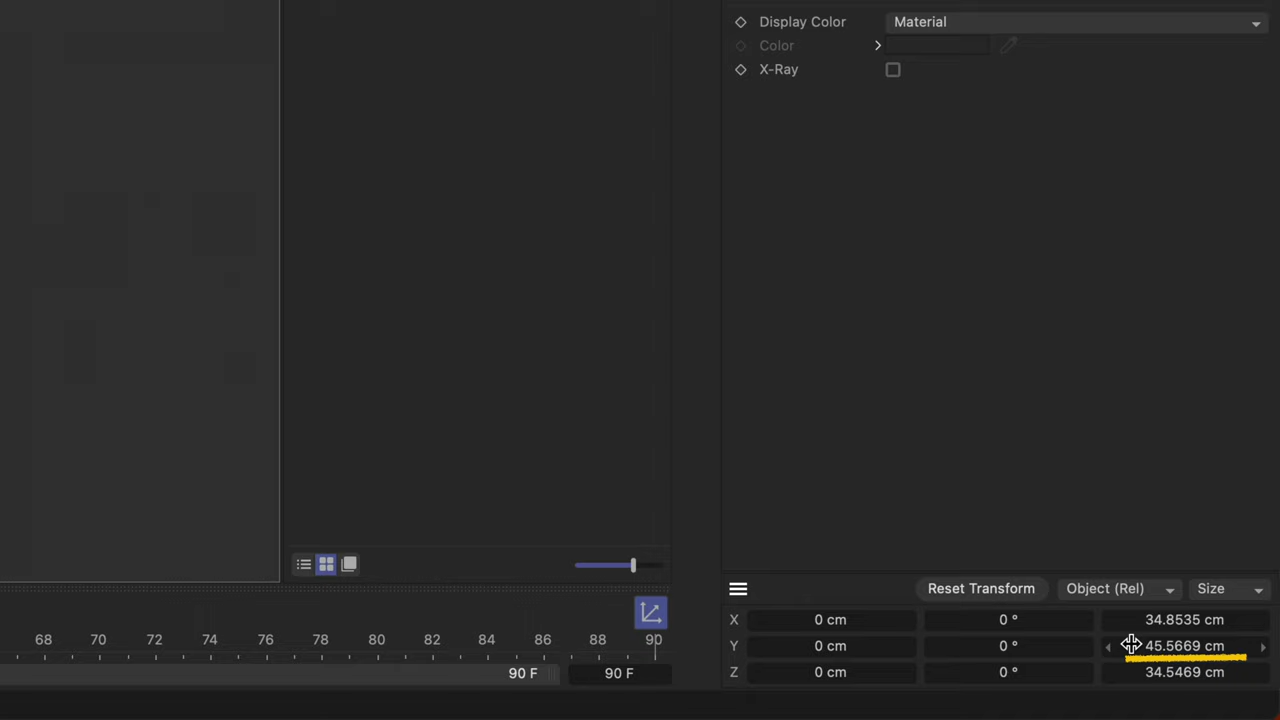 Display Color Material
Color
X-Ray
Reset Transform Object (Rel) Size
X 0 cm 0 ° 34.8535 cm
68 70 72 74 76 78 80 82 84 86 88 90
Y 0 cm 0 ° 45.5669 cm
90 F 90 F
Z 0 cm 0 ° 34.5469 cm